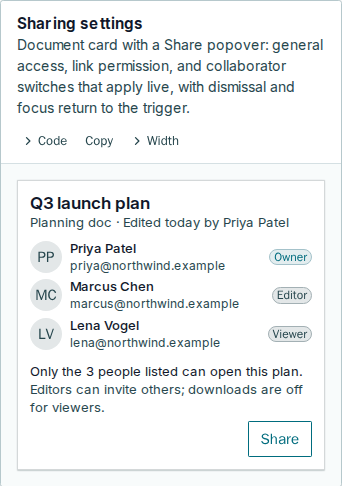 Sharing settings
Document card with a Share popover: general
access, link permission, and collaborator
switches that apply live, with dismissal and
focus return to the trigger.
Code Copy Width
Q3 launch plan
Planning doc · Edited today by Priya Patel
PP
Priya Patel
priya@northwind.example
Owner
MC
Marcus Chen
marcus@northwind.example
Editor
LV
Lena Vogel
lena@northwind.example
Viewer
Only the 3 people listed can open this plan.
Editors can invite others; downloads are off
for viewers.
Share